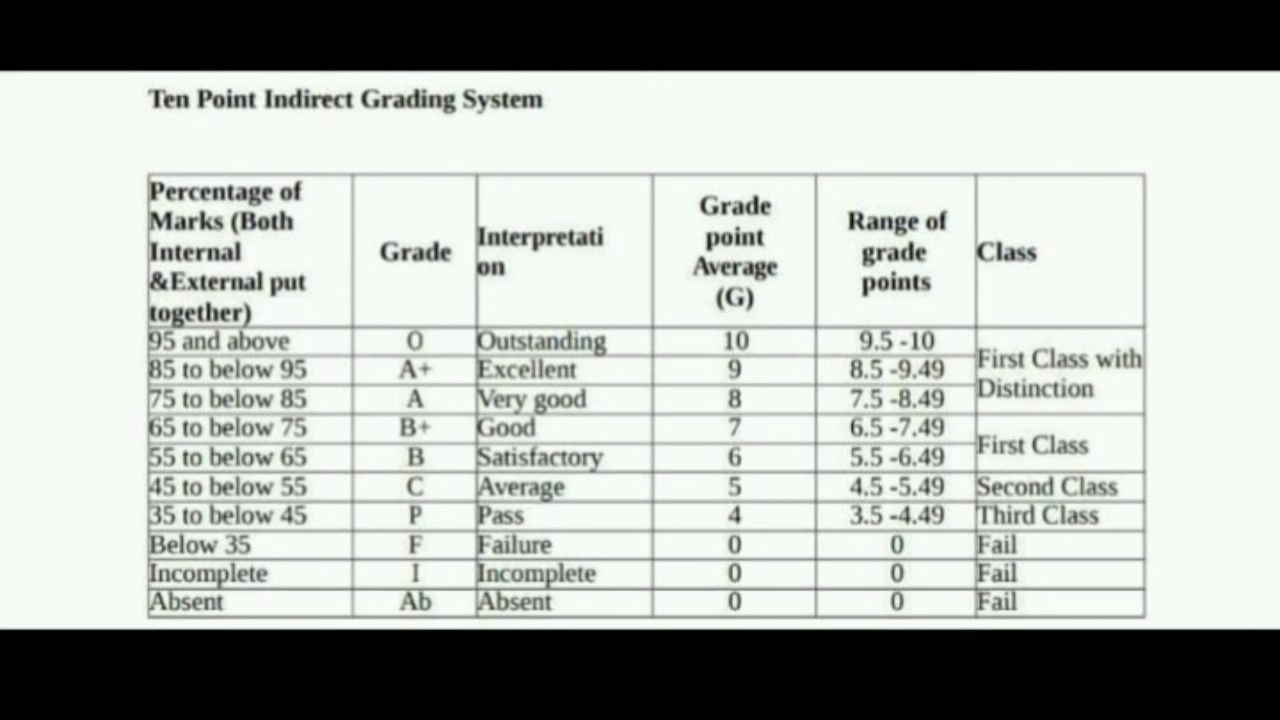 Ten Point Indirect Grading System
Percentage of
Marks (Both
Internal
&External put
together)
Grade
Interpretati
on
Grade
point
Average
(G)
Range of
grade
points
Class
95 and above O Outstanding 10 9.5 -10
First Class with
Distinction
85 to below 95 A+ Excellent 9 8.5 -9.49
75 to below 85 A Very good 8 7.5 -8.49
65 to below 75 B+ Good 7 6.5 -7.49
First Class
55 to below 65 B Satisfactory 6 5.5 -6.49
45 to below 55 C Average 5 4.5 -5.49 Second Class
35 to below 45 P Pass 4 3.5 -4.49 Third Class
Below 35 F Failure 0 0 Fail
Incomplete I Incomplete 0 0 Fail
Absent Ab Absent 0 0 Fail